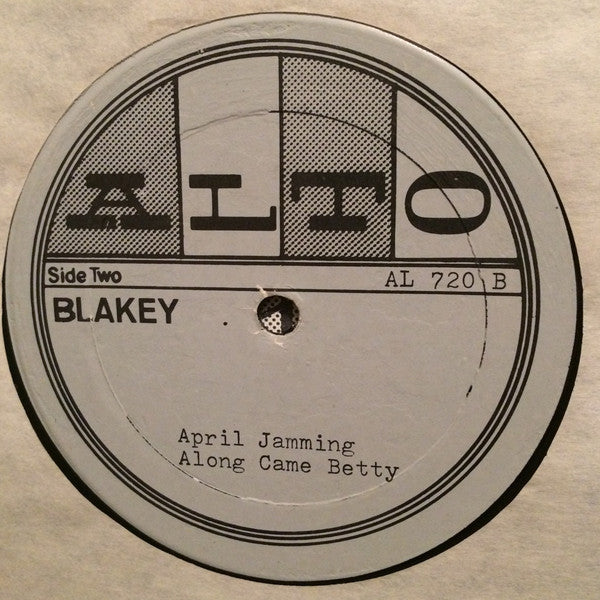 ALTO
Side Two
AL 720 B
BLAKEY
April Jamming
Along Came Betty